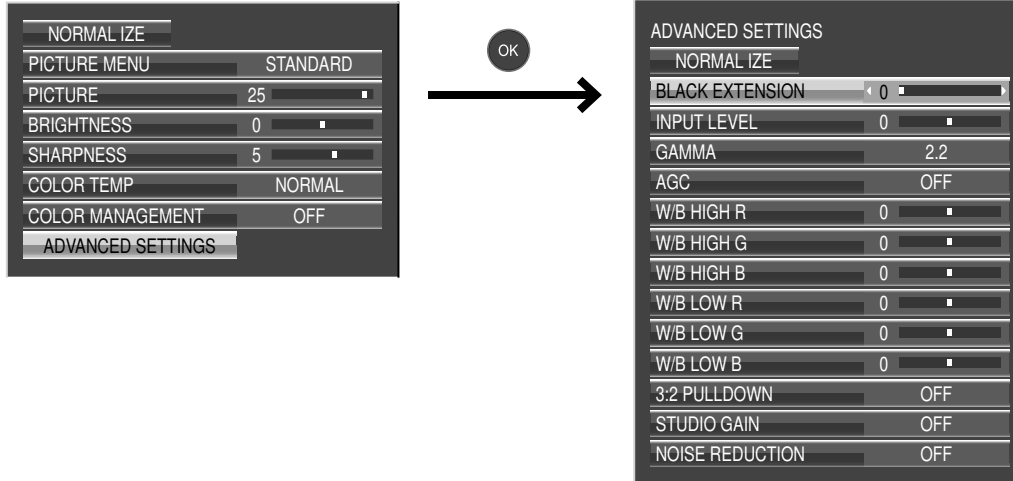 NORMAL IZE
PICTURE MENU STANDARD
PICTURE 25
BRIGHTNESS 0
SHARPNESS 5
COLOR TEMP NORMAL
COLOR MANAGEMENT OFF
ADVANCED SETTINGS
OK
ADVANCED SETTINGS
NORMAL IZE
BLACK EXTENSION 0
INPUT LEVEL 0
GAMMA 2.2
AGC OFF
W/B HIGH R 0
W/B HIGH G 0
W/B HIGH B 0
W/B LOW R 0
W/B LOW G 0
W/B LOW B 0
3:2 PULLDOWN OFF
STUDIO GAIN OFF
NOISE REDUCTION OFF